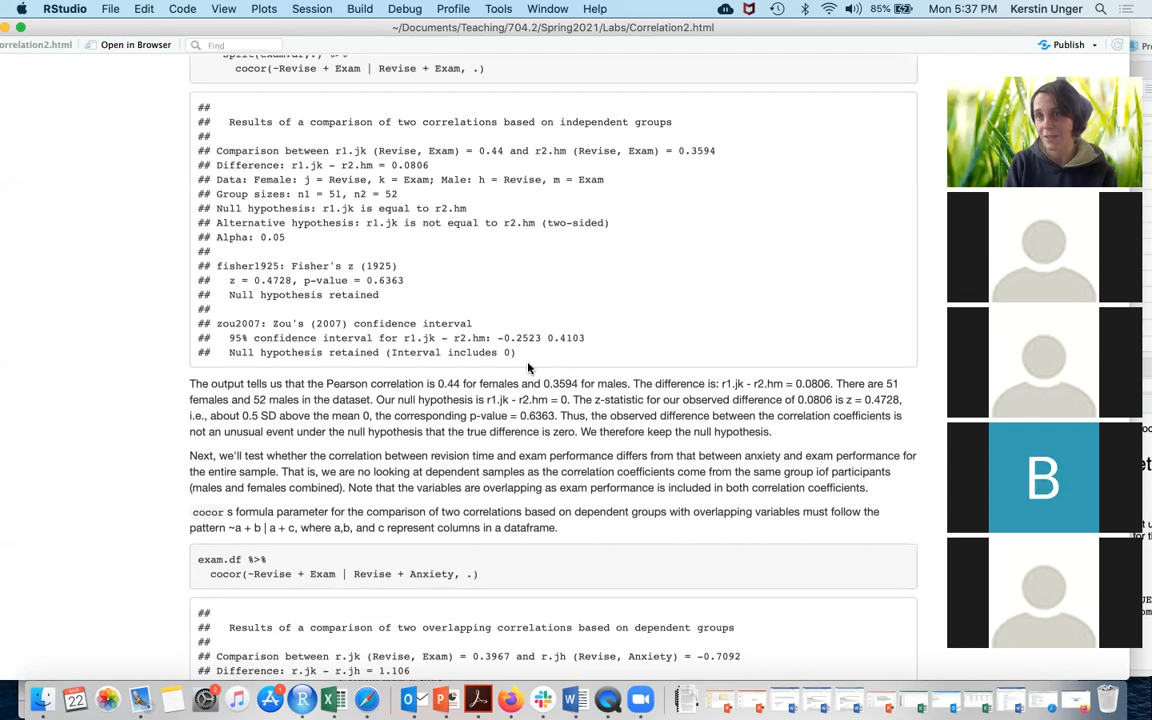 RStudio File Edit Code View Plots Session Build Debug Profile Tools Window Help 85% Mon 5:37 PM Kerstin Unger
~/Documents/Teaching/704.2/Spring2021/Labs/Correlation2.html
orrelation2.html Open in Browser Find Publish
cocor(~Revise + Exam | Revise + Exam, .)
##
## Results of a comparison of two correlations based on independent groups
##
## Comparison between r1.jk (Revise, Exam) = 0.44 and r2.hm (Revise, Exam) = 0.3594
## Difference: r1.jk - r2.hm = 0.0806
## Data: Female: j = Revise, k = Exam; Male: h = Revise, m = Exam
## Group sizes: n1 = 51, n2 = 52
## Null hypothesis: r1.jk is equal to r2.hm
## Alternative hypothesis: r1.jk is not equal to r2.hm (two-sided)
## Alpha: 0.05
##
## fisher1925: Fisher's z (1925)
## z = 0.4728, p-value = 0.6363
## Null hypothesis retained
##
## zou2007: Zou's (2007) confidence interval
## 95% confidence interval for r1.jk - r2.hm: -0.2523 0.4103
## Null hypothesis retained (Interval includes 0)
The output tells us that the Pearson correlation is 0.44 for females and 0.3594 for males. The difference is: r1.jk - r2.hm = 0.0806. There are 51
females and 52 males in the dataset. Our null hypothesis is r1.jk - r2.hm = 0. The z-statistic for our observed difference of 0.0806 is z = 0.4728,
i.e., about 0.5 SD above the mean 0, the corresponding p-value = 0.6363. Thus, the observed difference between the correlation coefficients is
not an unusual event under the null hypothesis that the true difference is zero. We therefore keep the null hypothesis.
Next, we'll test whether the correlation between revision time and exam performance differs from that between anxiety and exam performance for
the entire sample. That is, we are no looking at dependent samples as the correlation coefficients come from the same group iof participants
(males and females combined). Note that the variables are overlapping as exam performance is included in both correlation coefficients.
cocor s formula parameter for the comparison of two correlations based on dependent groups with overlapping variables must follow the
pattern ~a + b | a + c, where a,b, and c represent columns in a dataframe.
exam.df %>%
cocor(~Revise + Exam | Revise + Anxiety, .)
##
## Results of a comparison of two overlapping correlations based on dependent groups
##
## Comparison between r.jk (Revise, Exam) = 0.3967 and r.jh (Revise, Anxiety) = -0.7092
## Difference: r.jk - r.jh = 1.106
B
22